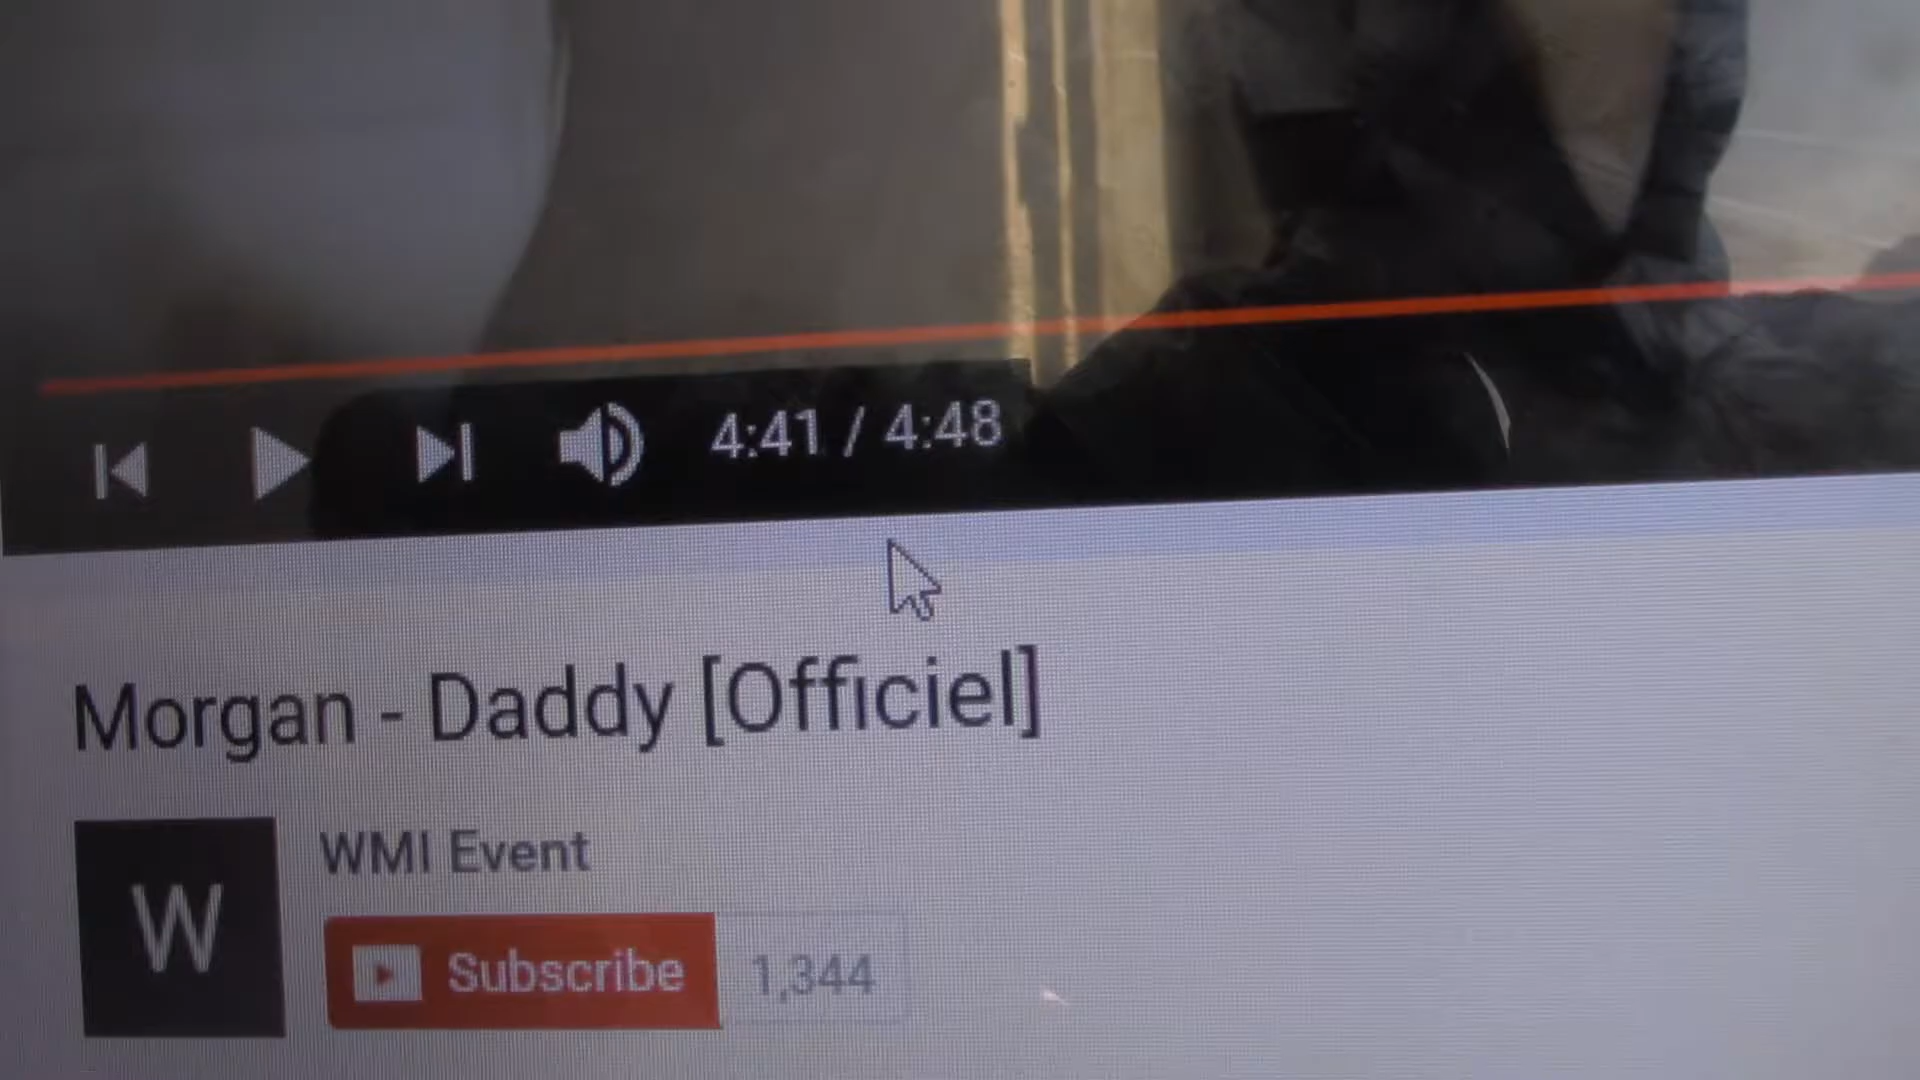 4:41 / 4:48
Morgan - Daddy [Officiel]
W
WMI Event
Subscribe
1,344